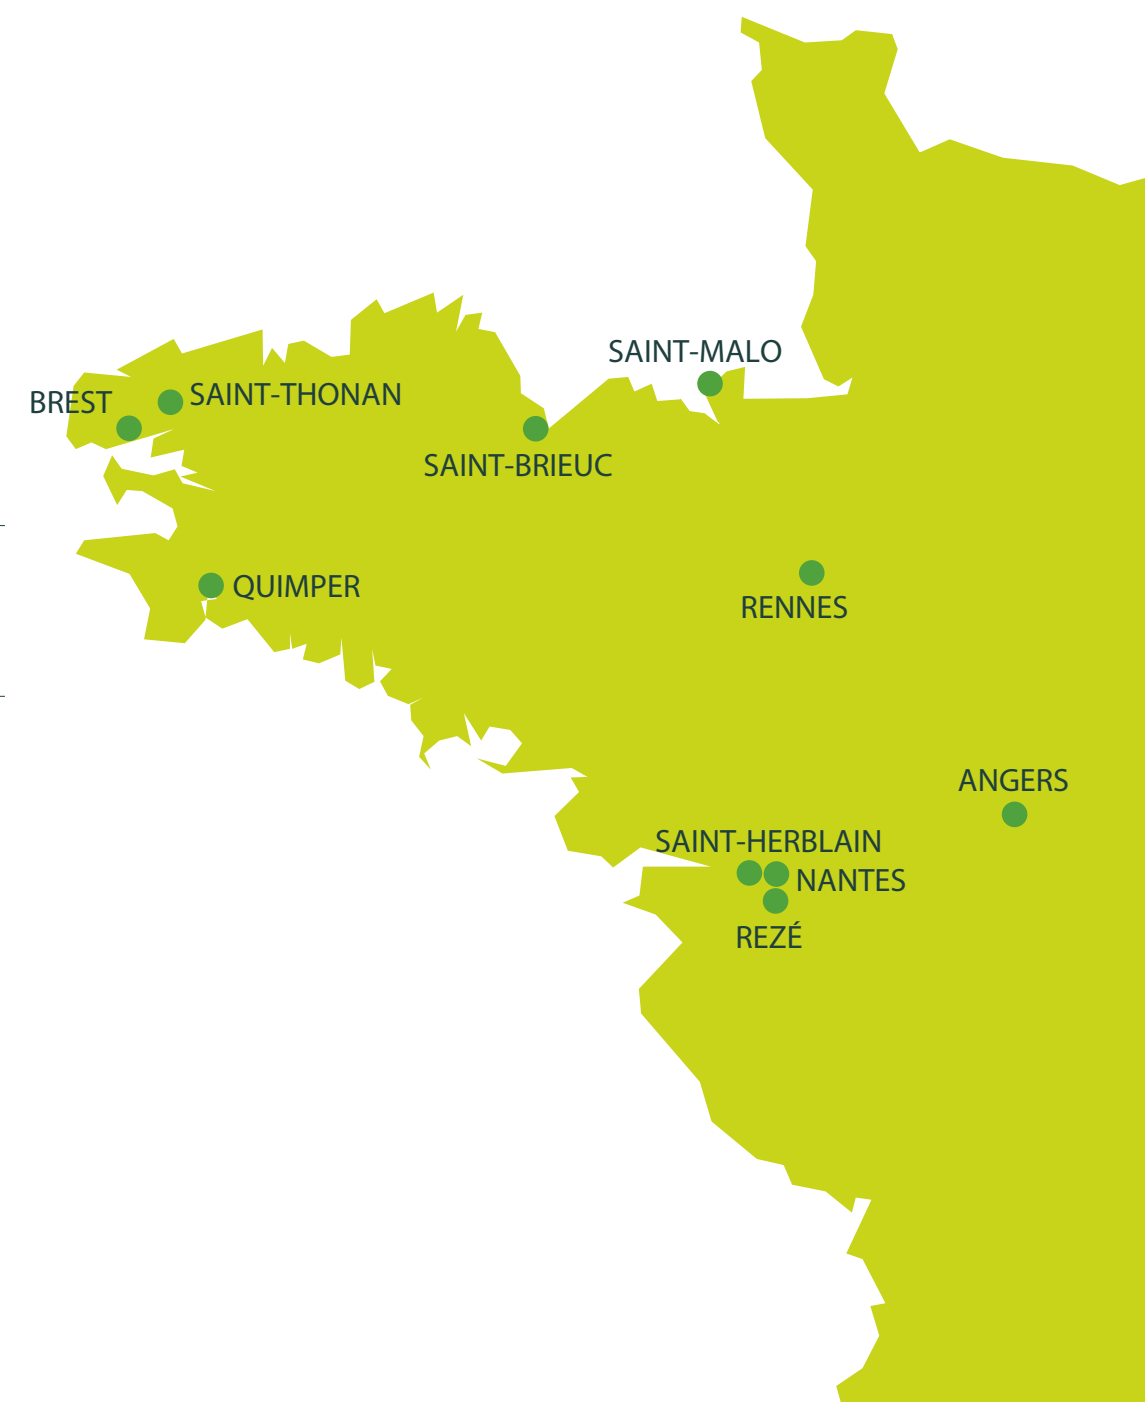 SAINT-MALO
BREST
SAINT-THONAN
SAINT-BRIEUC
QUIMPER
RENNES
ANGERS
SAINT-HERBLAIN
NANTES
REZÉ